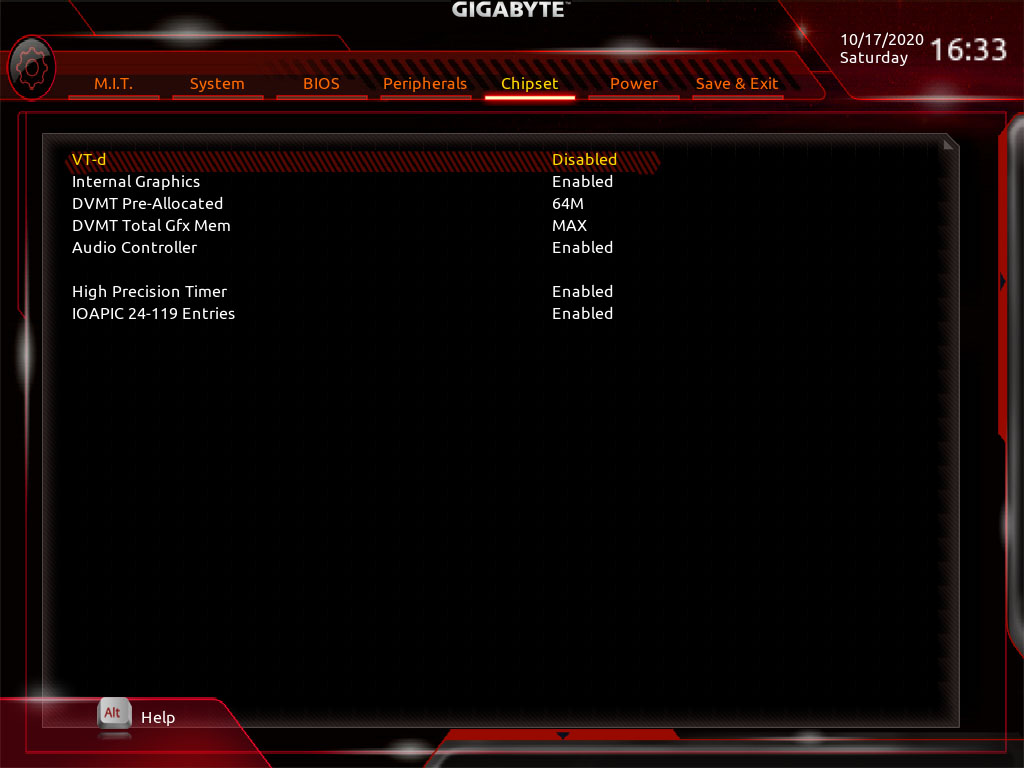 GIGABYTE™
10/17/2020 16:33
Saturday
M.I.T. System BIOS Peripherals Chipset Power Save & Exit
VT-d Disabled
Internal Graphics Enabled
DVMT Pre-Allocated 64M
DVMT Total Gfx Mem MAX
Audio Controller Enabled
High Precision Timer Enabled
IOAPIC 24-119 Entries Enabled
Alt Help